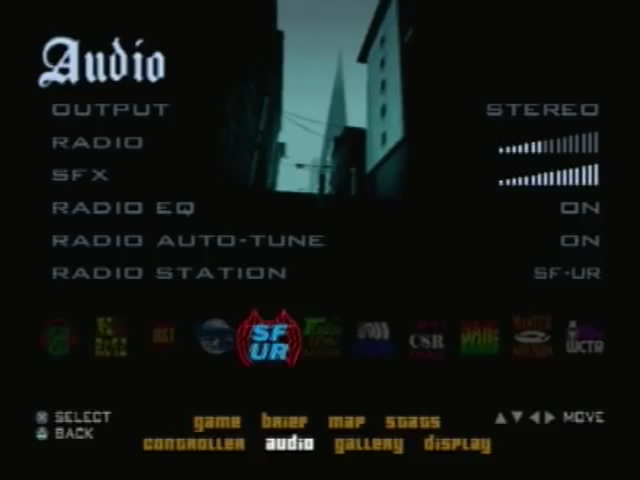 Audio
OUTPUT STEREO
RADIO
SFX
RADIO EQ ON
RADIO AUTO-TUNE ON
RADIO STATION SF-UR
SF
UR
CSR
WCTR
SELECT
BACK
game brief map stats
controller audio gallery display
MOVE